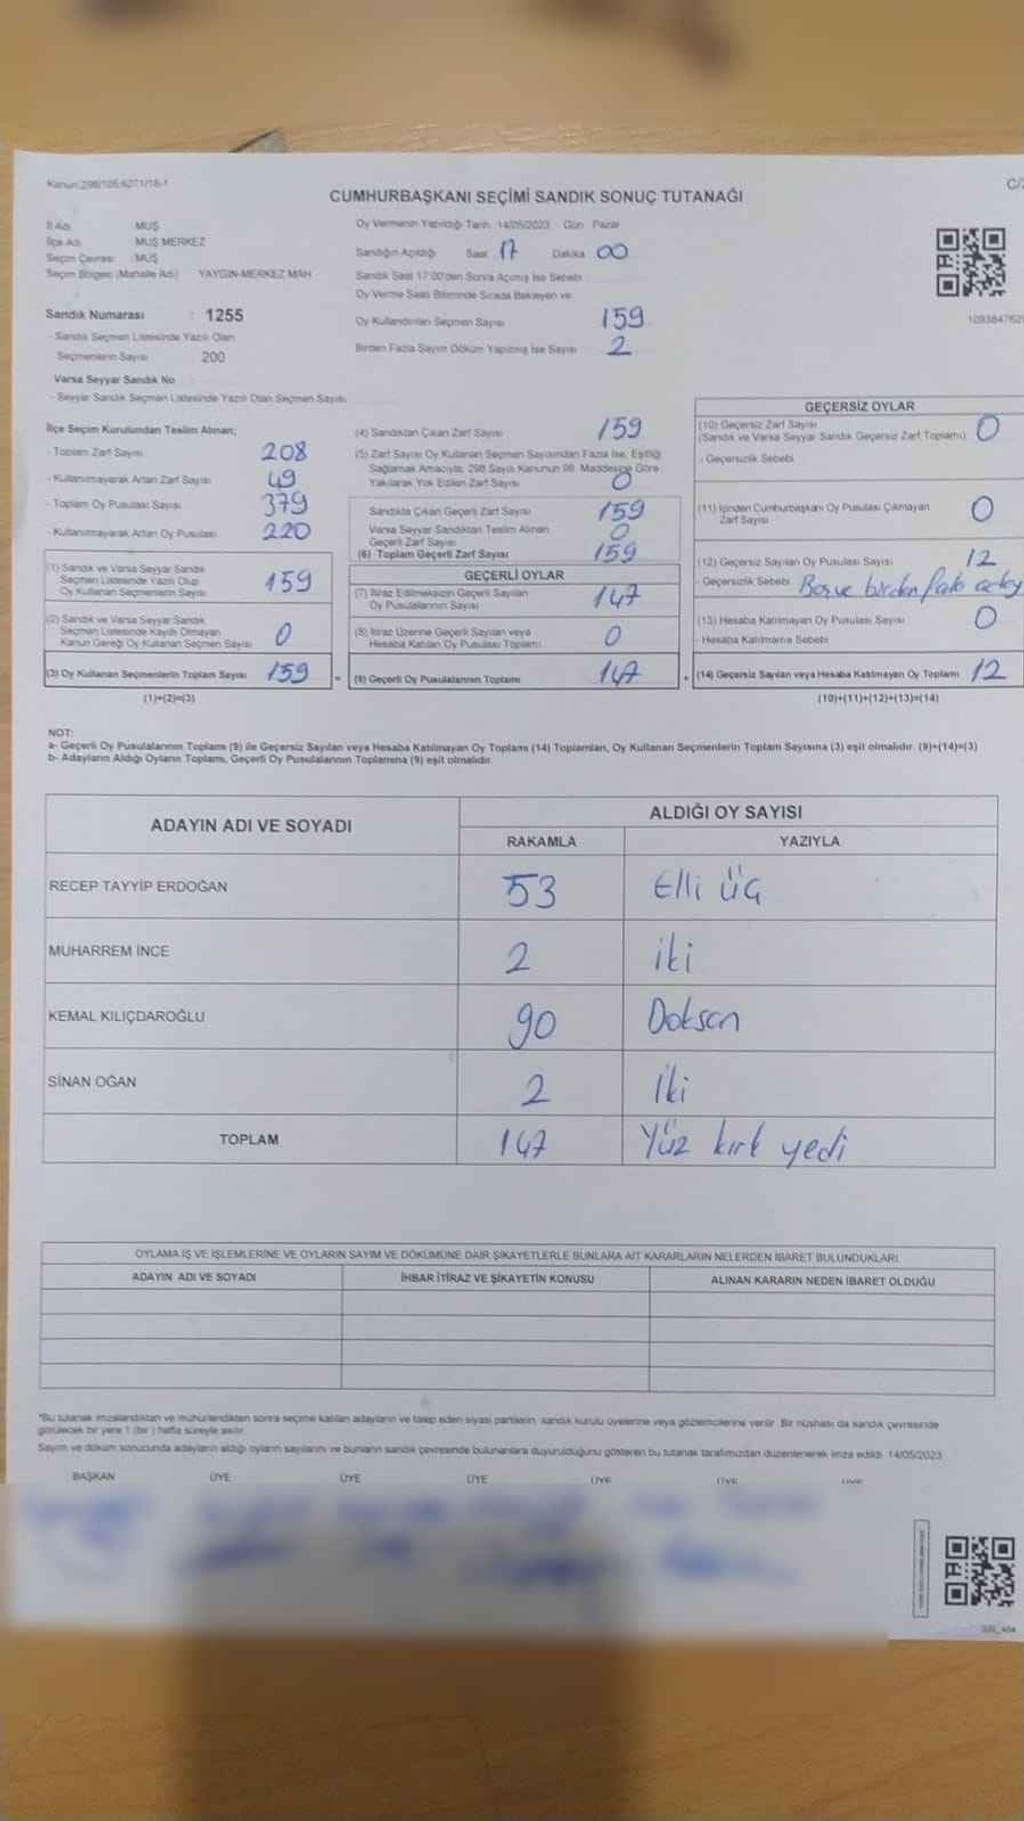 Kanun:298/105;6271/18-1
C/2
CUMHURBAŞKANI SEÇİMİ SANDIK SONUÇ TUTANAĞI
İl Adı : MUŞ
İlçe Adı : MUŞ MERKEZ
Seçim Çevresi : MUŞ
Seçim Bölgesi (Mahalle Adı) YAYGIN-MERKEZ MAH
Sandık Numarası : 1255
- Sandık Seçmen Listesinde Yazılı Olan
Seçmenlerin Sayısı 200
Varsa Seyyar Sandık No
- Seyyar Sandık Seçmen Listesinde Yazılı Olan Seçmen Sayısı
Oy Vermenin Yapıldığı Tarih 14/05/2023 Gün Pazar
Sandığın Açıldığı Saat 17 Dakika 00
Sandık Saat 17:00'den Sonra Açılmış İse Sebebi
Oy Verme Saati Bitiminde Sırada Bekleyen ve
Oy Kullandırılan Seçmen Sayısı 159
Birden Fazla Sayım Döküm Yapılmış İse Sayısı 2
İlçe Seçim Kurulundan Teslim Alınan;
- Toplam Zarf Sayısı 208
- Kullanılmayarak Artan Zarf Sayısı 49
- Toplam Oy Pusulası Sayısı 379
- Kullanılmayarak Artan Oy Pusulası 220
(1) Sandık ve Varsa Seyyar Sandık
Seçmen Listesinde Yazılı Olup
Oy Kullanan Seçmenlerin Sayısı 159
(2) Sandık ve Varsa Seyyar Sandık
Seçmen Listesinde Kayıtlı Olmayan
Kanun Gereği Oy Kullanan Seçmen Sayısı 0
(3) Oy Kullanan Seçmenlerin Toplam Sayısı 159
(1)+(2)=(3)
(4) Sandıktan Çıkan Zarf Sayısı 159
(5) Zarf Sayısı Oy Kullanan Seçmen Sayısından Fazla İse, Eşitliği
Sağlamak Amacıyla; 298 Sayılı Kanunun 98. Maddesine Göre
Yakılarak Yok Edilen Zarf Sayısı 0
Sandıkta Çıkan Geçerli Zarf Sayısı 159
Varsa Seyyar Sandıktan Teslim Alınan
Geçerli Zarf Sayısı 0
(6) Toplam Geçerli Zarf Sayısı 159
GEÇERLİ OYLAR
(7) İtiraz Edilmeksizin Geçerli Sayılan
Oy Pusulalarının Sayısı 147
(8) İtiraz Üzerine Geçerli Sayılan veya
Hesaba Katılan Oy Pusulası Toplamı 0
(9) Geçerli Oy Pusulalarının Toplamı 147
GEÇERSİZ OYLAR
(10) Geçersiz Zarf Sayısı
(Sandık ve Varsa Seyyar Sandık Geçersiz Zarf Toplamı) 0
- Geçersizlik Sebebi
(11) İçinden Cumhurbaşkanı Oy Pusulası Çıkmayan
Zarf Sayısı 0
(12) Geçersiz Sayılan Oy Pusulası Sayısı 12
- Geçersizlik Sebebi Boş ve birden fazla aday
(13) Hesaba Katılmayan Oy Pusulası Sayısı 0
- Hesaba Katılmama Sebebi
(14) Geçersiz Sayılan veya Hesaba Katılmayan Oy Toplamı 12
(10)+(11)+(12)+(13)=(14)
NOT:
a- Geçerli Oy Pusulalarının Toplamı (9) ile Geçersiz Sayılan veya Hesaba Katılmayan Oy Toplamı (14) Toplamları, Oy Kullanan Seçmenlerin Toplam Sayısına (3) eşit olmalıdır. (9)+(14)=(3)
b- Adayların Aldığı Oyların Toplamı, Geçerli Oy Pusulalarının Toplamına (9) eşit olmalıdır.
ADAYIN ADI VE SOYADI ALDIĞI OY SAYISI
RAKAMLA YAZIYLA
RECEP TAYYİP ERDOĞAN 53 Elli üç
MUHARREM İNCE 2 iki
KEMAL KILIÇDAROĞLU 90 Doksan
SİNAN OĞAN 2 İki
TOPLAM 147 Yüz kırk yedi
OYLAMA İŞ VE İŞLEMLERİNE VE OYLARIN SAYIM VE DÖKÜMÜNE DAİR ŞİKAYETLERLE BUNLARA AİT KARARLARIN NELERDEN İBARET BULUNDUKLARI
ADAYIN ADI VE SOYADI İHBAR İTİRAZ VE ŞİKAYETİN KONUSU ALINAN KARARIN NEDEN İBARET OLDUĞU
*Bu tutanak imzalandıktan ve mühürlendikten sonra seçime katılan adayların ve talep eden siyasi partilerin, sandık kurulu üyelerine veya gözlemcilerine verilir. Bir nüshası da sandık çevresinde
görülecek bir yere 1 (bir) hafta süreyle asılır.
Sayım ve döküm sonucunda adayların aldığı oyların sayılarını ve bunların sandık çevresinde bulunanlara duyurulduğunu gösteren bu tutanak tarafımızdan düzenlenerek imza edildi. 14/05/2023
BAŞKAN ÜYE ÜYE ÜYE ÜYE ÜYE ÜYE